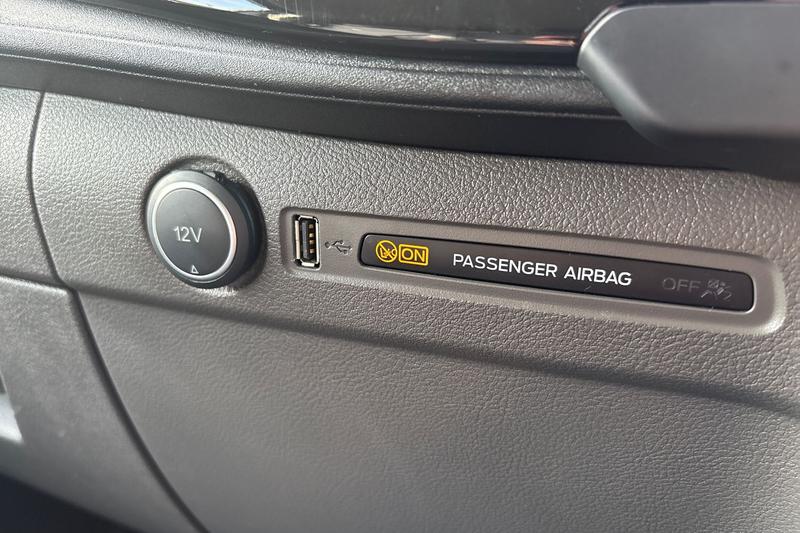 12V
ON PASSENGER AIRBAG OFF